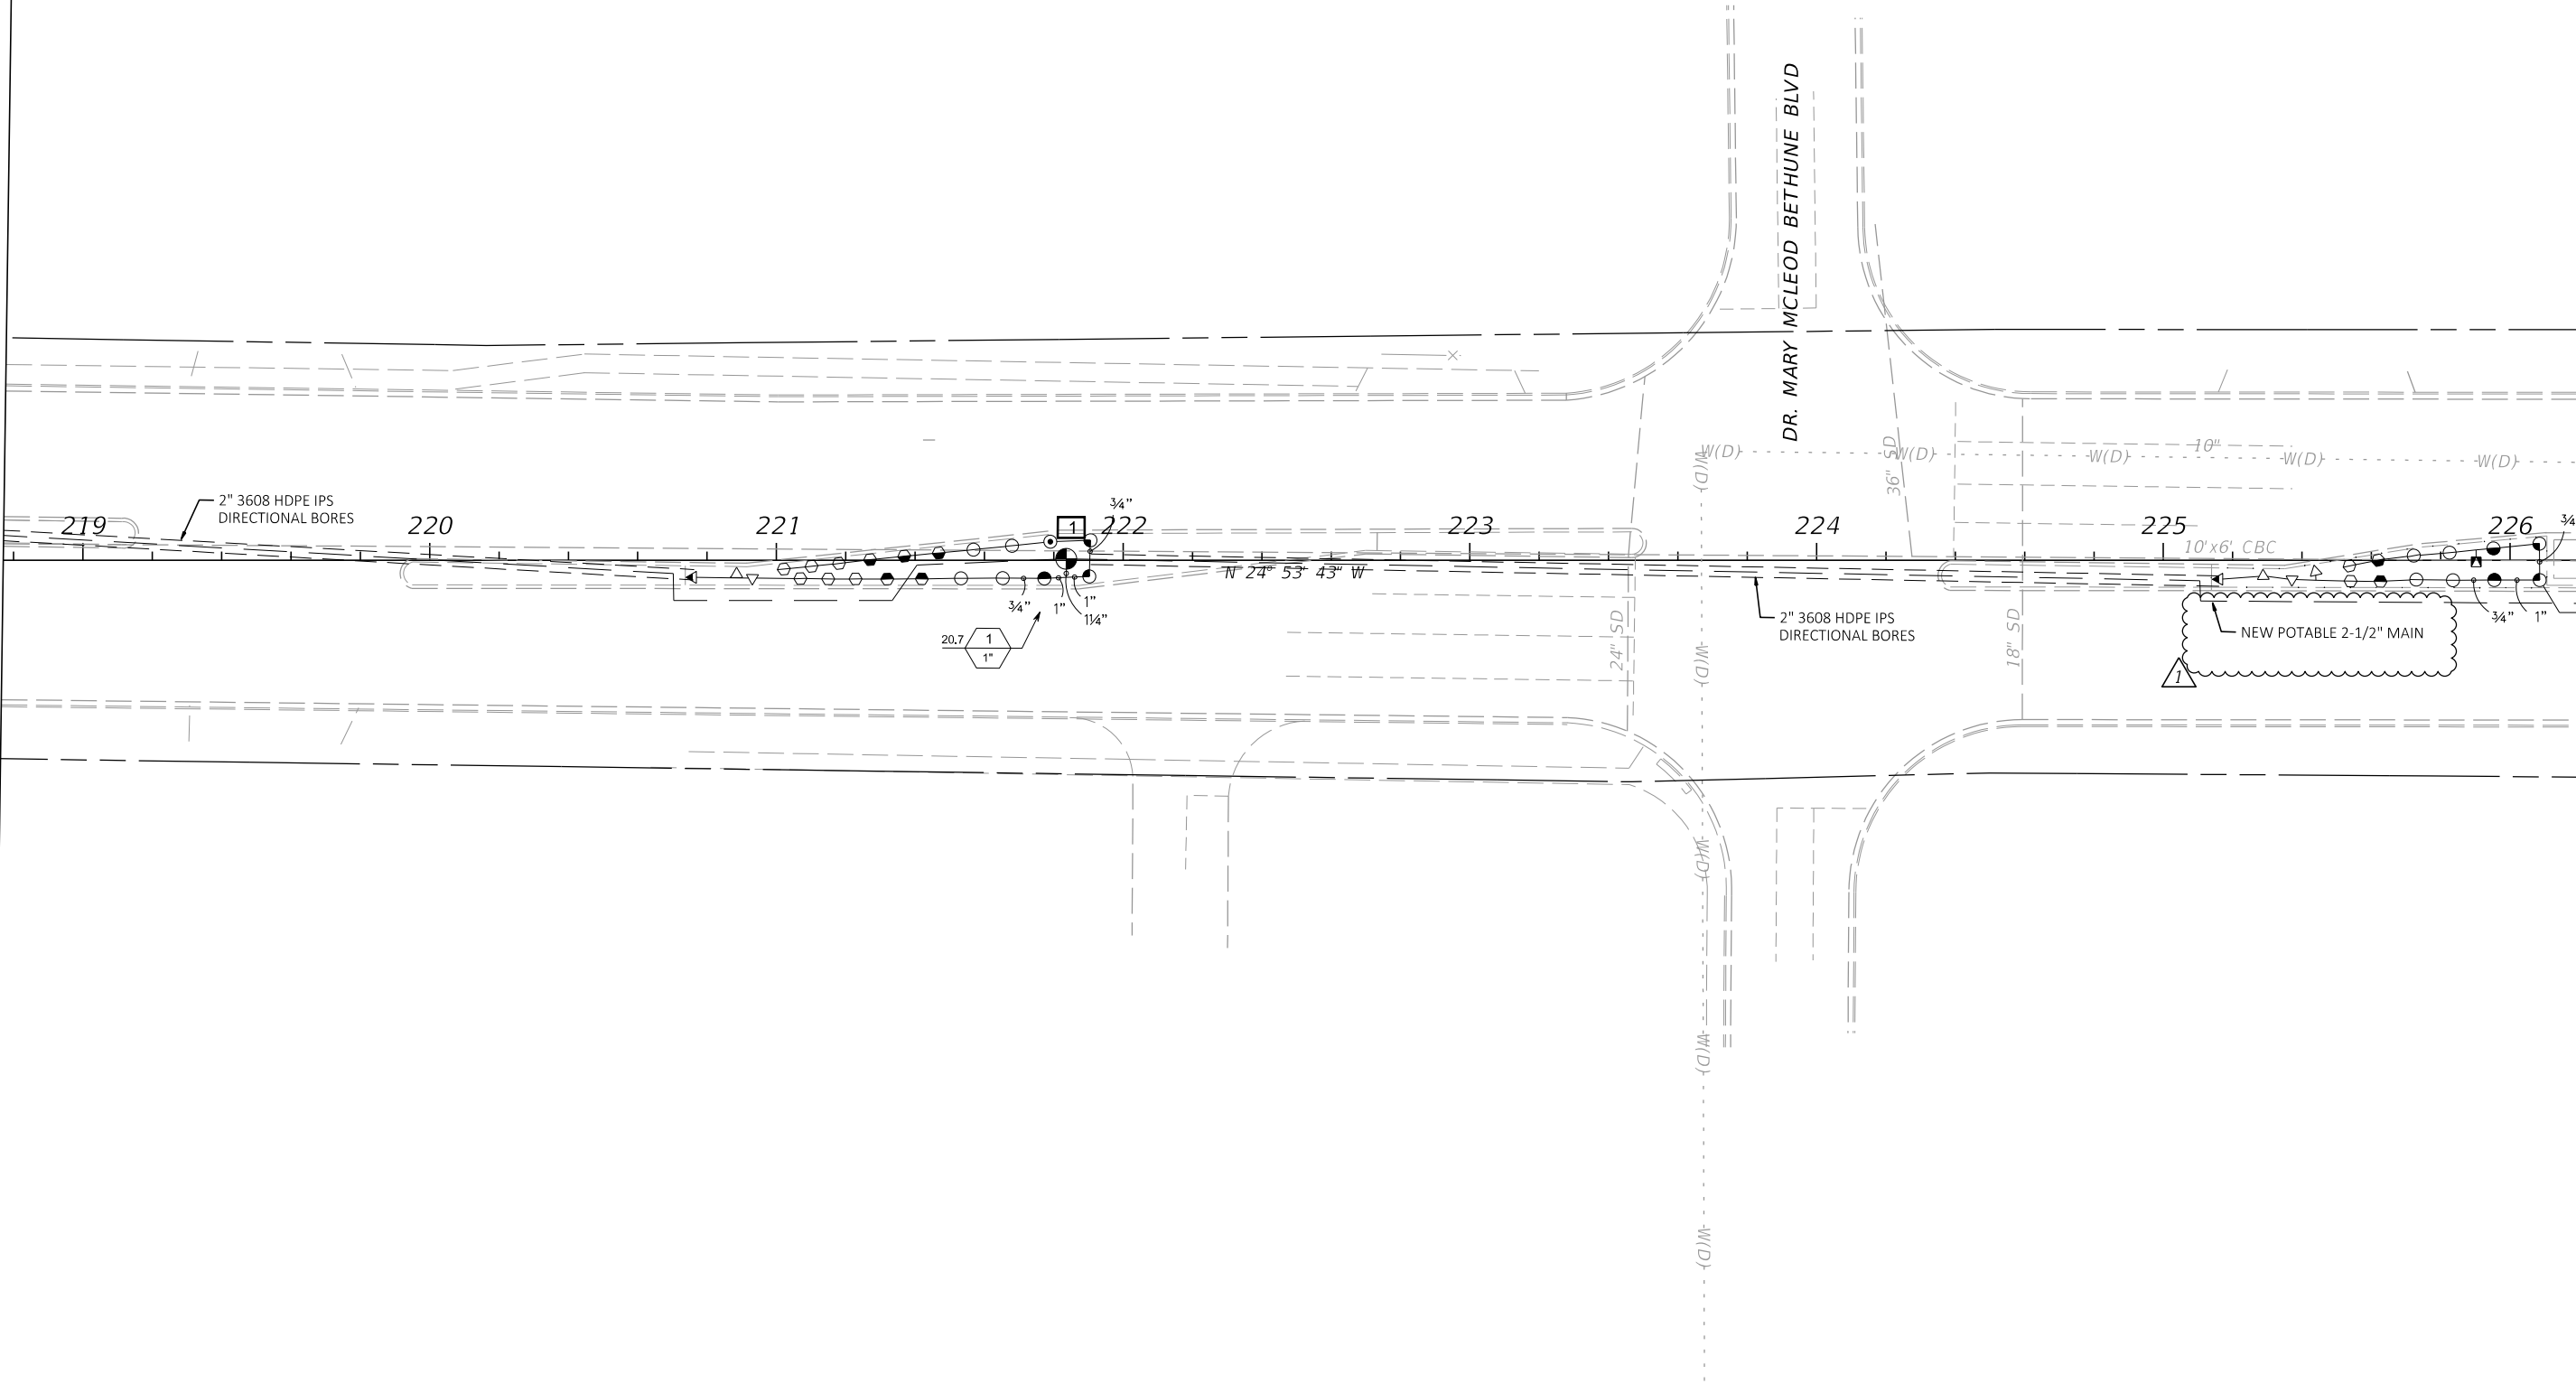 DR. MARY MCLEOD BETHUNE BLVD
W(D)
W(D)
W(D)
W(D)
W(D)
W(D)
W(D)
W(D)
W(D)
W(D)
10"
36" SD
2" 3608 HDPE IPS
DIRECTIONAL BORES
219
220
221
1
¾"
222
223
224
225
226
¾
10'x6' CBC
N 24° 53' 43" W
¾"
1"
1"
1¼"
20.7
1
1"
24" SD
2" 3608 HDPE IPS
DIRECTIONAL BORES
18" SD
NEW POTABLE 2-1/2" MAIN
¾"
1"
1